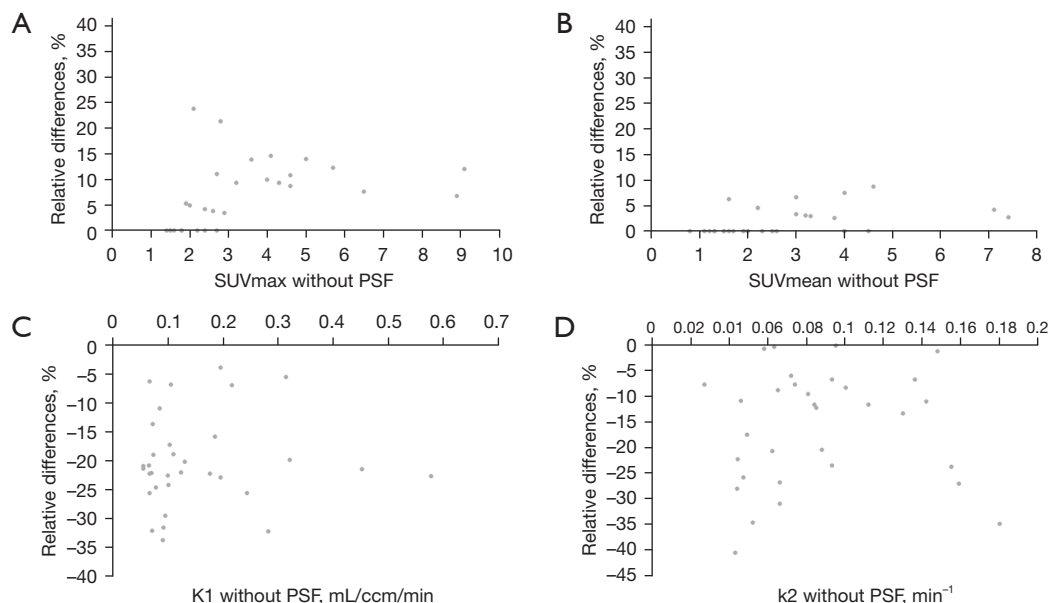 A
Relative differences, %
40
35
30
25
20
15
10
5
0
0 1 2 3 4 5 6 7 8 9 10
SUVmax without PSF
B
Relative differences, %
40
35
30
25
20
15
10
5
0
0 1 2 3 4 5 6 7 8
SUVmean without PSF
C
0 0.1 0.2 0.3 0.4 0.5 0.6 0.7
Relative differences, %
0
–5
–10
–15
–20
–25
–30
–35
–40
K1 without PSF, mL/ccm/min
D
0 0.02 0.04 0.06 0.08 0.1 0.12 0.14 0.16 0.18 0.2
Relative differences, %
0
–5
–10
–15
–20
–25
–30
–35
–40
–45
k2 without PSF, min⁻¹